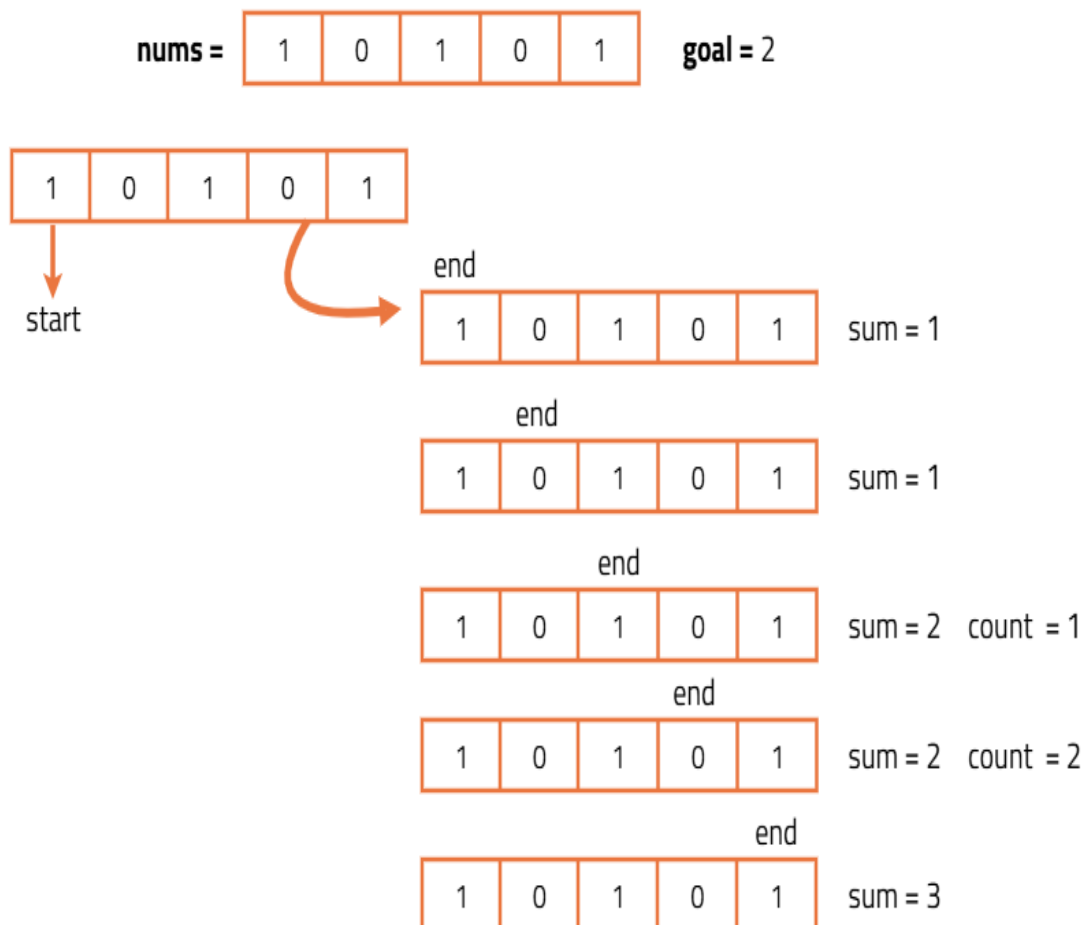 nums = 1 0 1 0 1 goal = 2
1 0 1 0 1
start
end
1 0 1 0 1 sum = 1
end
1 0 1 0 1 sum = 1
end
1 0 1 0 1 sum = 2 count = 1
end
1 0 1 0 1 sum = 2 count = 2
end
1 0 1 0 1 sum = 3